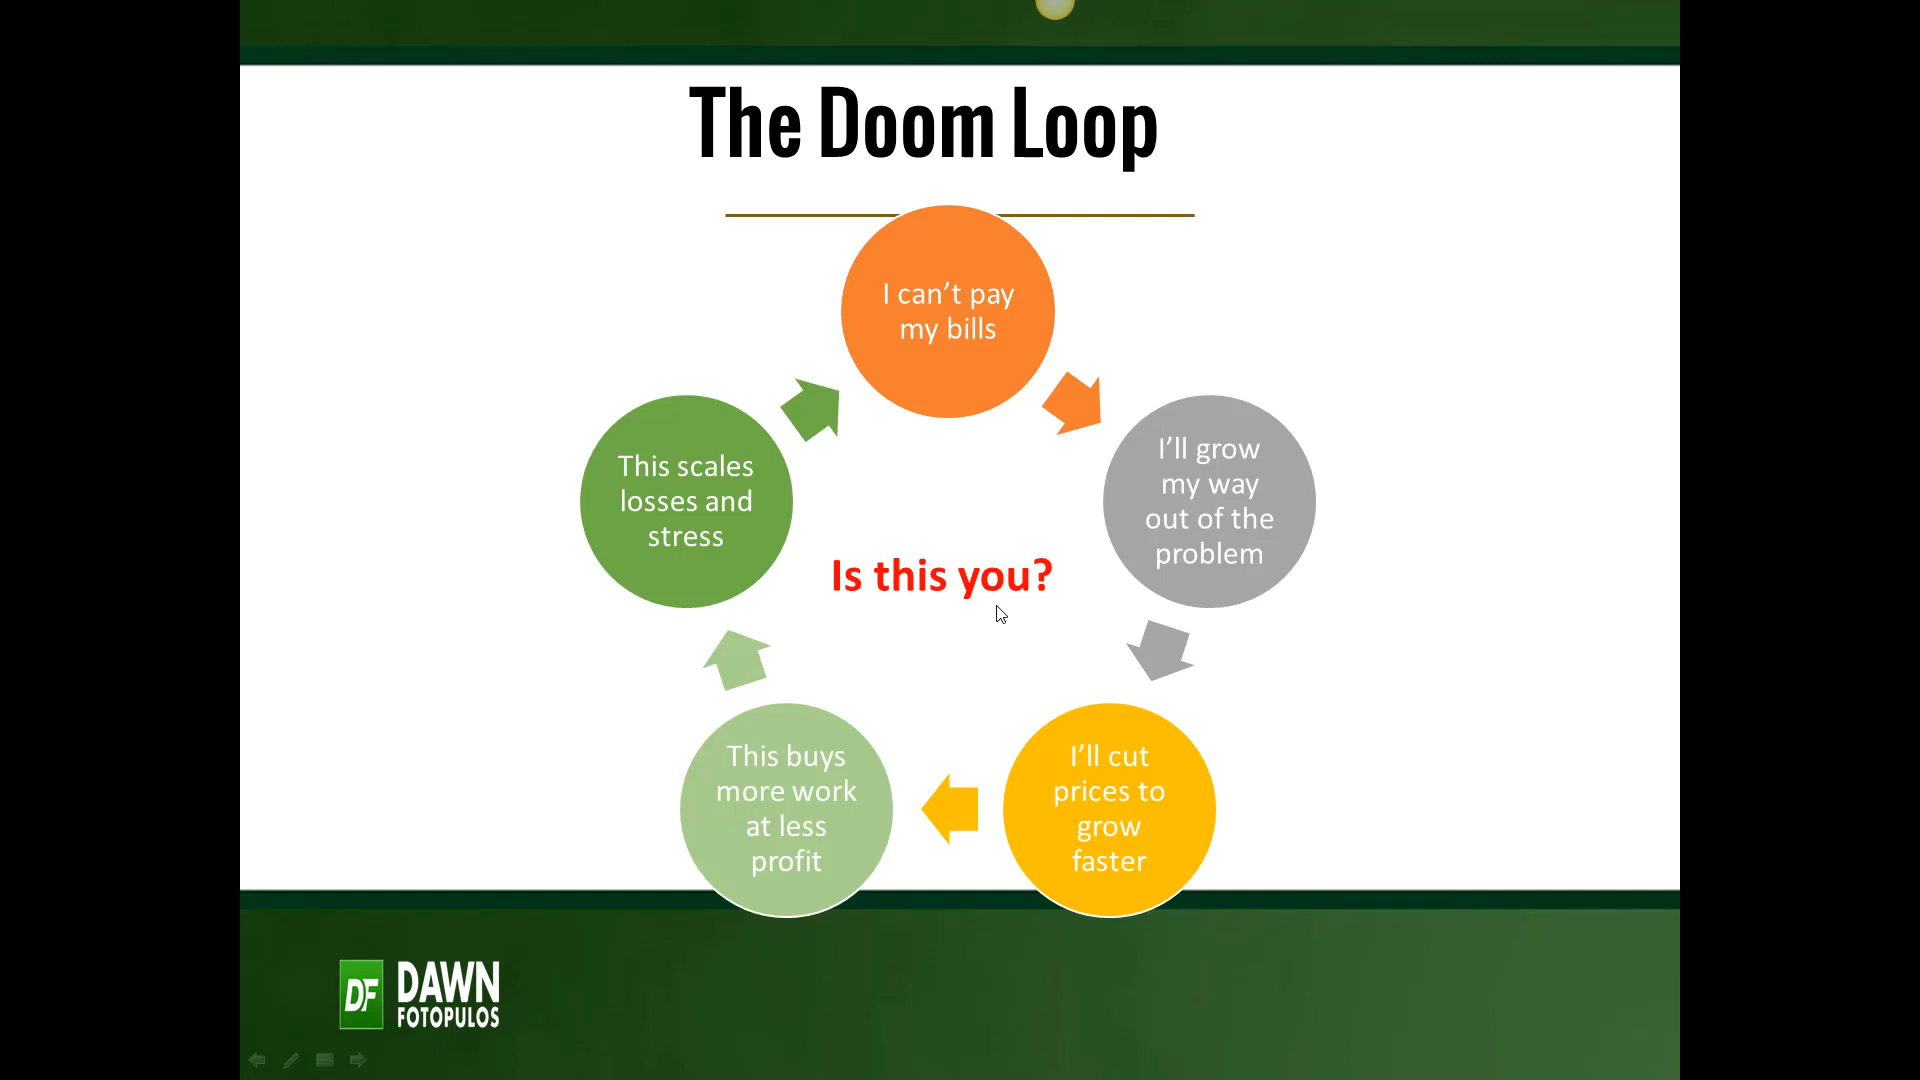 The Doom Loop
I can’t pay
my bills
I’ll grow
my way
out of the
problem
I’ll cut
prices to
grow
faster
This buys
more work
at less
profit
This scales
losses and
stress
Is this you?
DF
DAWN
FOTOPULOS